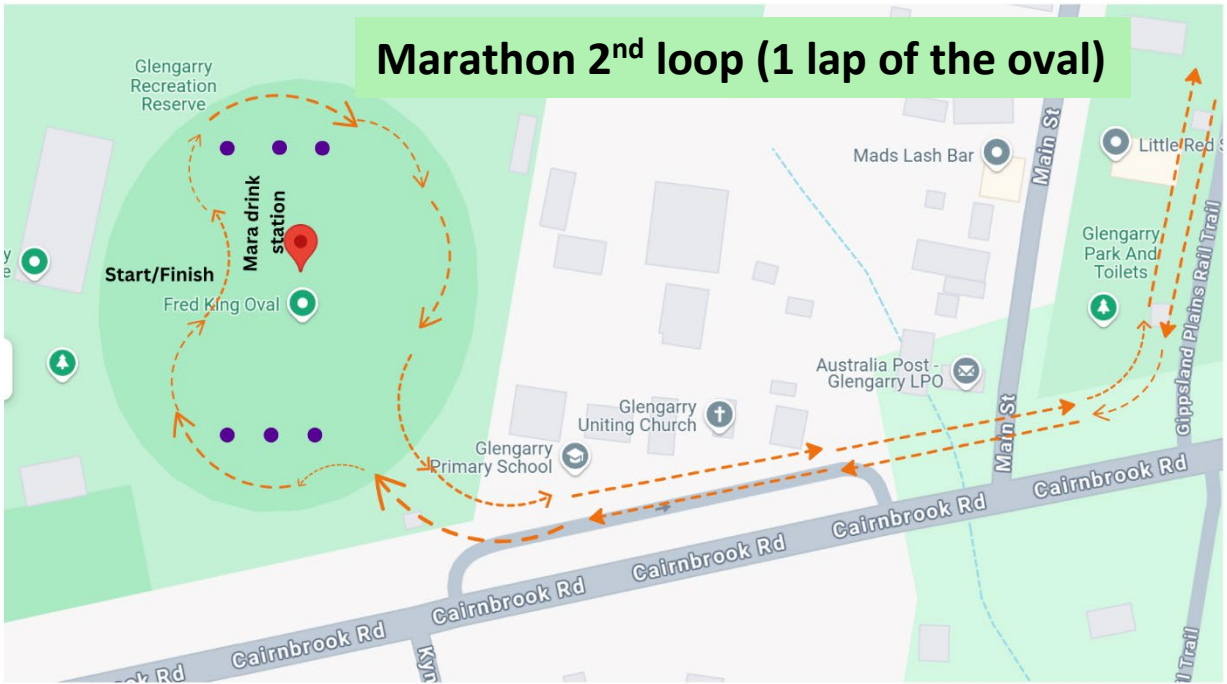 Marathon 2nd loop (1 lap of the oval)
Glengarry
Recreation
Reserve
Mara drink
station
Start/Finish
Fred King Oval
Mads Lash Bar
Main St
Little Red
Glengarry
Park And
Toilets
Gippsland Plains Rail Trail
Australia Post -
Glengarry LPO
Glengarry
Uniting Church
Glengarry
Primary School
Main St
Cairnbrook Rd
Cairnbrook Rd
Cairnbrook Rd
Cairnbrook Rd
Cairnbrook Rd
Rd
Trail